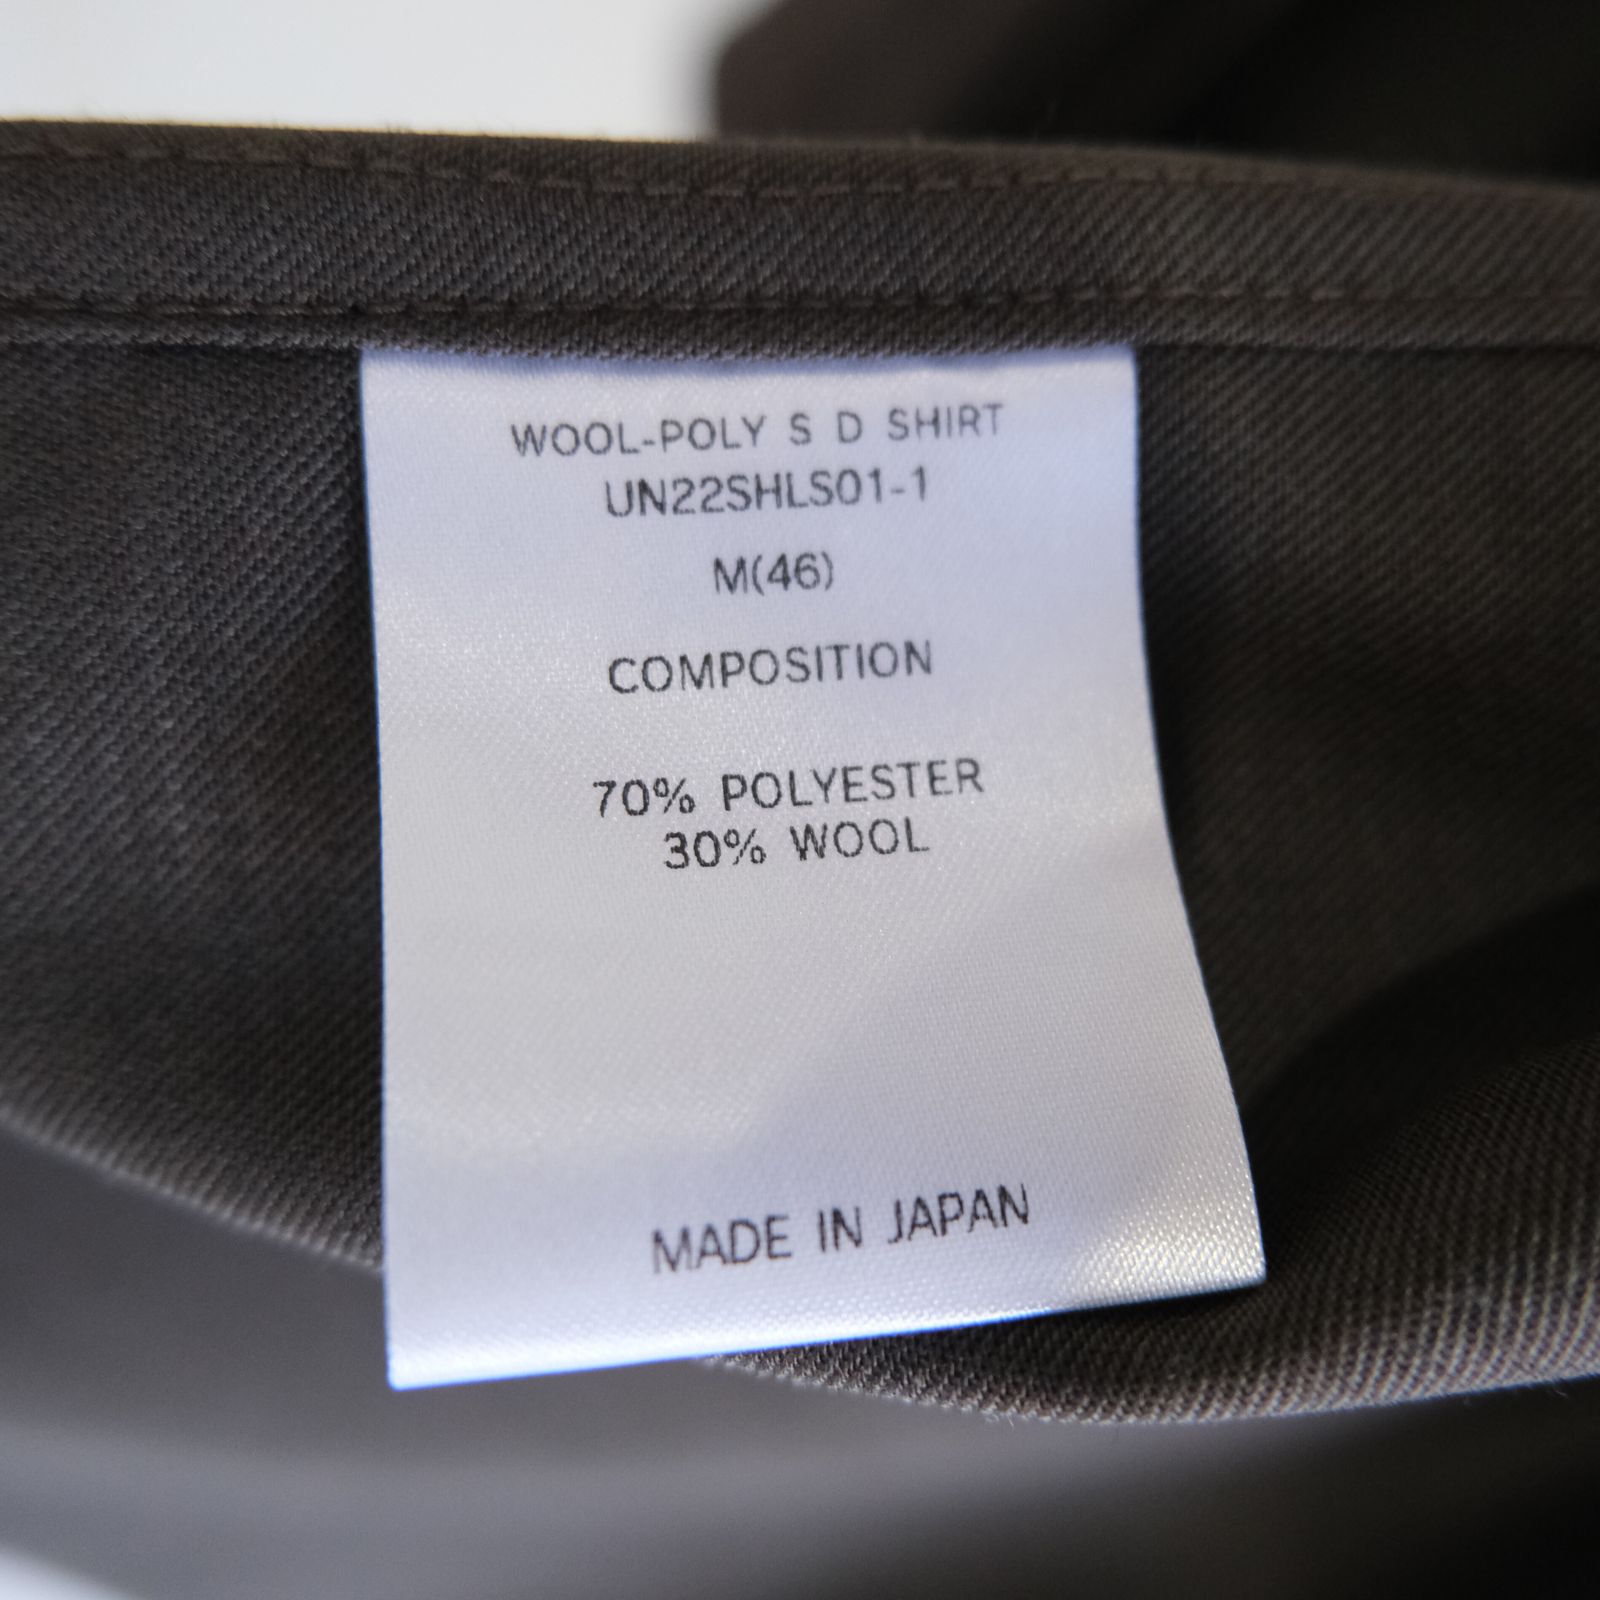 WOOL-POLY S D SHIRT
UN22SHLS01-1
M(46)
COMPOSITION
70% POLYESTER
30% WOOL
MADE IN JAPAN